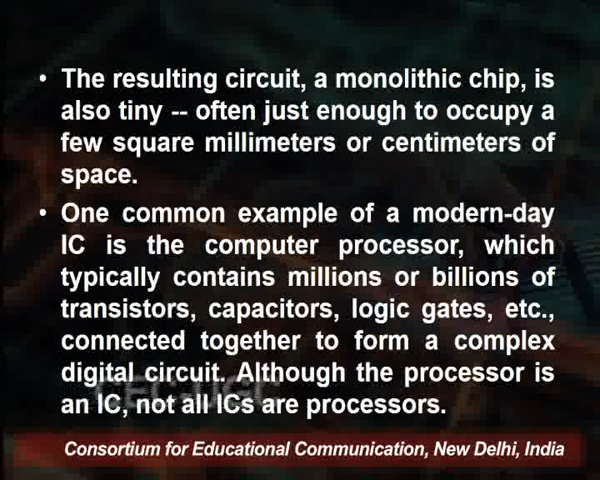 • The resulting circuit, a monolithic chip, is
also tiny -- often just enough to occupy a
few square millimeters or centimeters of
space.
• One common example of a modern-day
IC is the computer processor, which
typically contains millions or billions of
transistors, capacitors, logic gates, etc.,
connected together to form a complex
digital circuit. Although the processor is
an IC, not all ICs are processors.
Consortium for Educational Communication, New Delhi, India